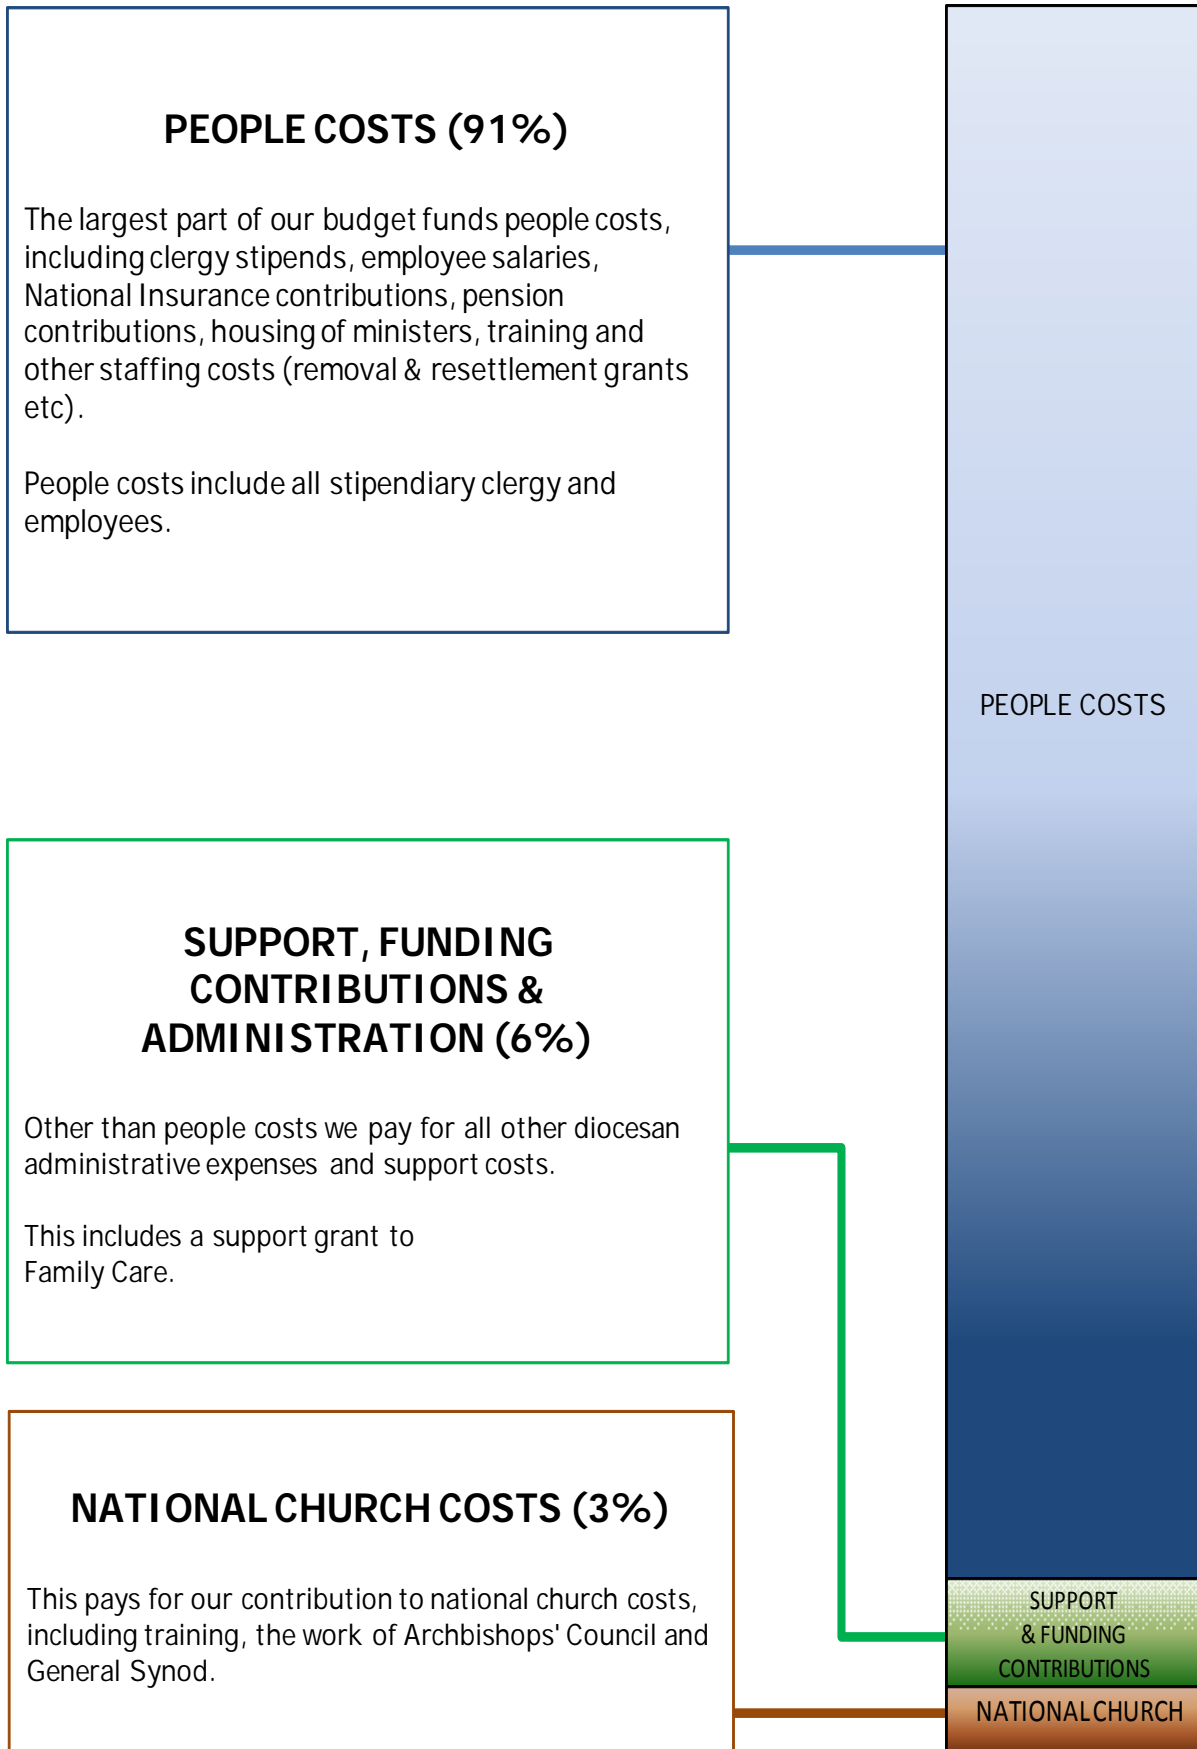 PEOPLE COSTS (91%)
The largest part of our budget funds people costs,
including clergy stipends, employee salaries,
National Insurance contributions, pension
contributions, housing of ministers, training and
other staffing costs (removal & resettlement grants
etc).
People costs include all stipendiary clergy and
employees.
PEOPLE COSTS
SUPPORT, FUNDING
CONTRIBUTIONS &
ADMINISTRATION (6%)
Other than people costs we pay for all other diocesan
administrative expenses and support costs.
This includes a support grant to
Family Care.
NATIONAL CHURCH COSTS (3%)
This pays for our contribution to national church costs,
including training, the work of Archbishops' Council and
General Synod.
SUPPORT
& FUNDING
CONTRIBUTIONS
NATIONAL CHURCH